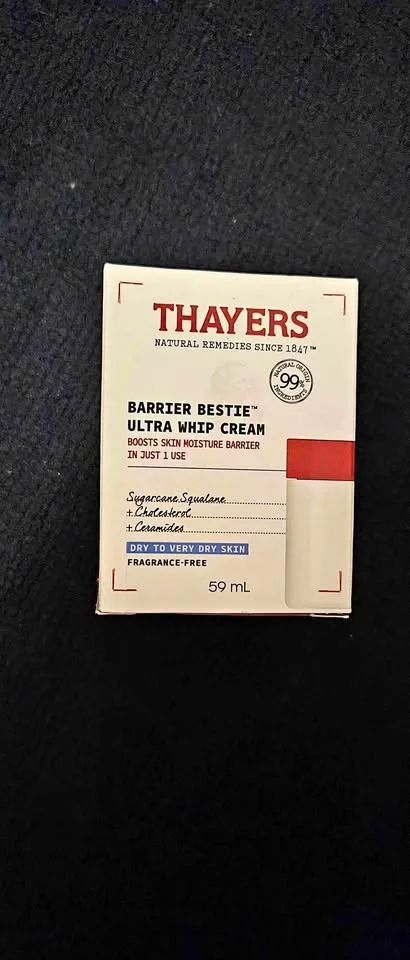 THAYERS
NATURAL REMEDIES SINCE 1847™
NATURAL ORIGIN
99%
INGREDIENTS
BARRIER BESTIE™
ULTRA WHIP CREAM
BOOSTS SKIN MOISTURE BARRIER
IN JUST 1 USE
Sugarcane Squalane
+ Cholesterol
+ Ceramides
DRY TO VERY DRY SKIN
FRAGRANCE-FREE
59 mL